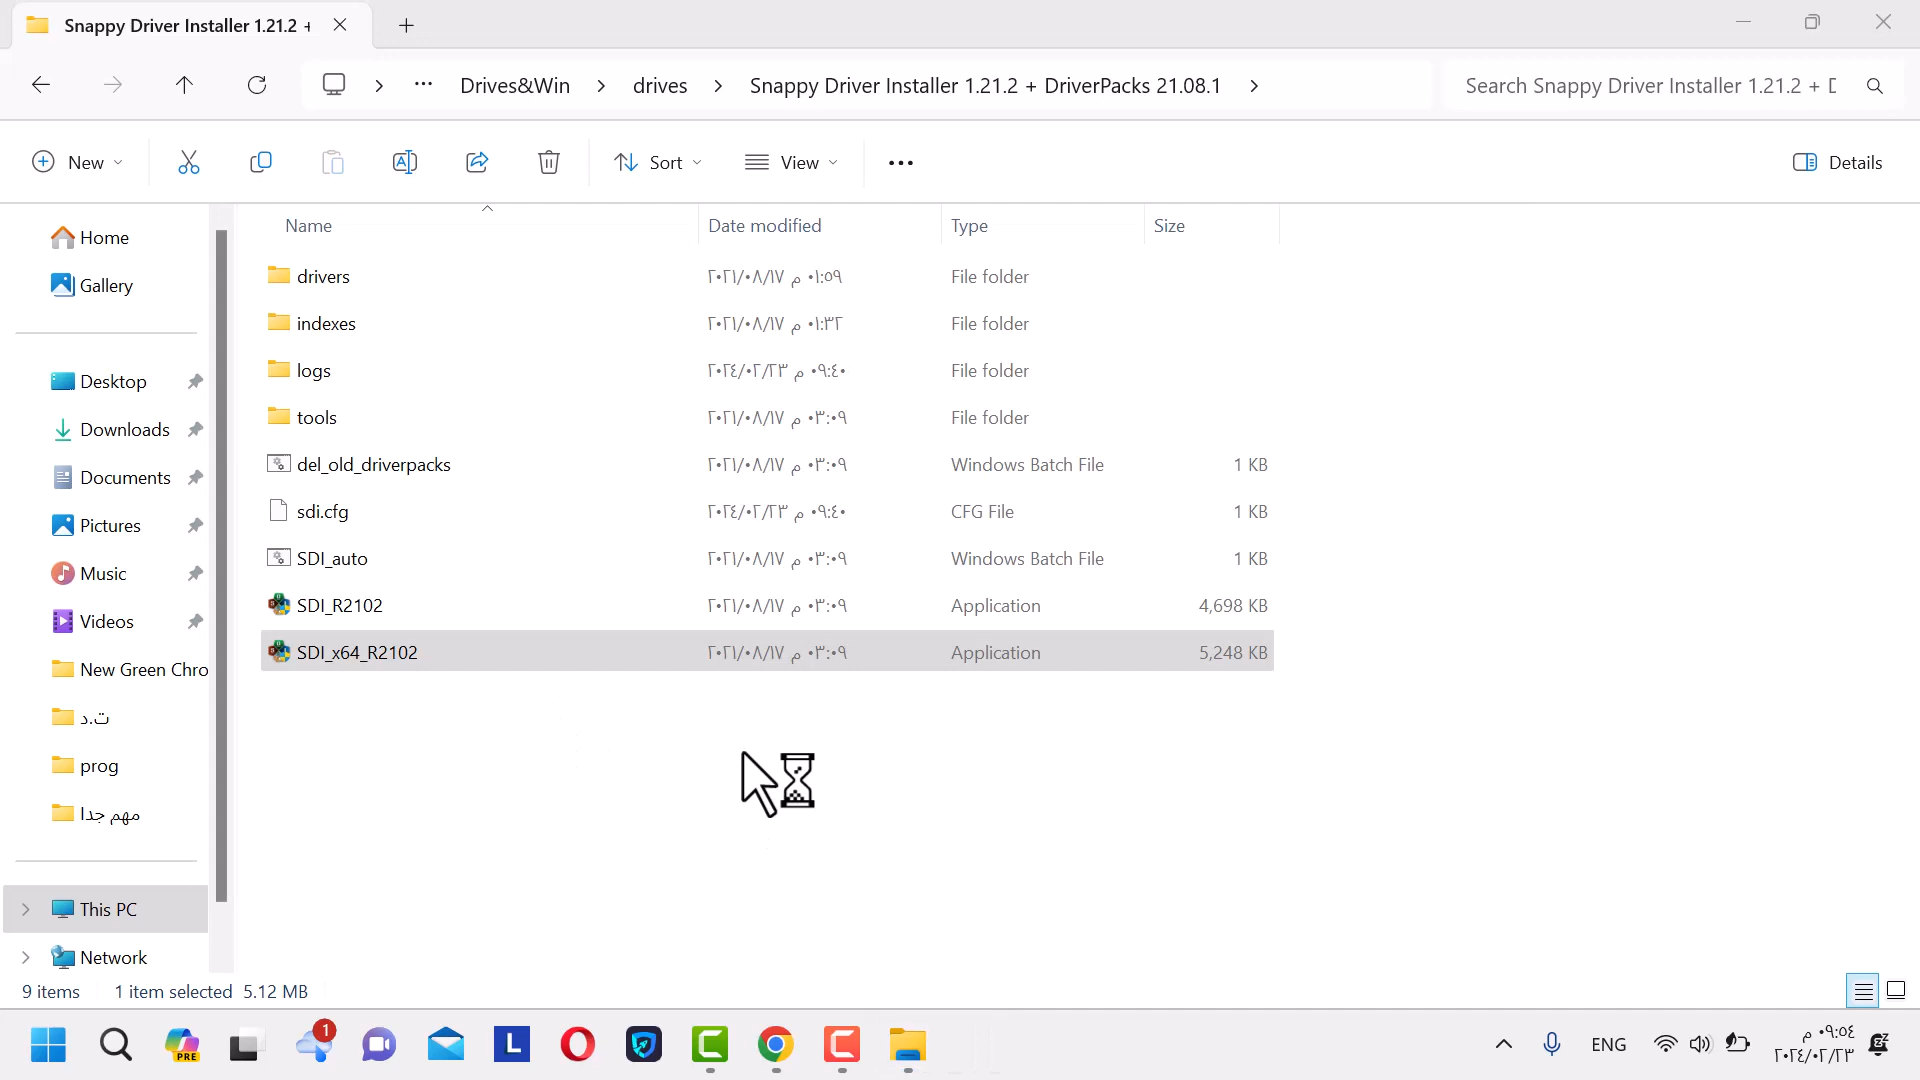 Snappy Driver Installer 1.21.2 +
Drives&Win
drives
Snappy Driver Installer 1.21.2 + DriverPacks 21.08.1
Search Snappy Driver Installer 1.21.2 + D
New
Sort
View
Details
Name
Date modified
Type
Size
drivers
٢٠٢١/٠٨/١٧ م ٠١:٥٩
File folder
indexes
٢٠٢١/٠٨/١٧ م ٠١:٣٢
File folder
logs
٢٠٢٤/٠٢/٢٣ م ٠٩:٤٠
File folder
tools
٢٠٢١/٠٨/١٧ م ٠٣:٠٩
File folder
del_old_driverpacks
٢٠٢١/٠٨/١٧ م ٠٣:٠٩
Windows Batch File
1 KB
sdi.cfg
٢٠٢٤/٠٢/٢٣ م ٠٩:٤٠
CFG File
1 KB
SDI_auto
٢٠٢١/٠٨/١٧ م ٠٣:٠٩
Windows Batch File
1 KB
SDI_R2102
٢٠٢١/٠٨/١٧ م ٠٣:٠٩
Application
4,698 KB
SDI_x64_R2102
٢٠٢١/٠٨/١٧ م ٠٣:٠٩
Application
5,248 KB
Home
Gallery
Desktop
Downloads
Documents
Pictures
Music
Videos
New Green Chro
ت.د
prog
مهم جدا
This PC
Network
9 items
1 item selected 5.12 MB
PRE
1
L
ENG
٠٩:٥٤ م
٢٠٢٤/٠٢/٢٣